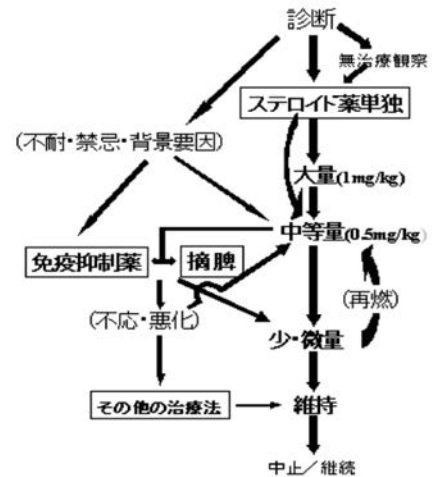 診断
無治療観察
ステロイド薬単独
(不耐・禁忌・背景要因)
大量(1mg/kg)
中等量(0.5mg/kg)
免疫抑制薬
摘脾
(再燃)
(不応・悪化)
少・微量
その他の治療法
維持
中止／継続